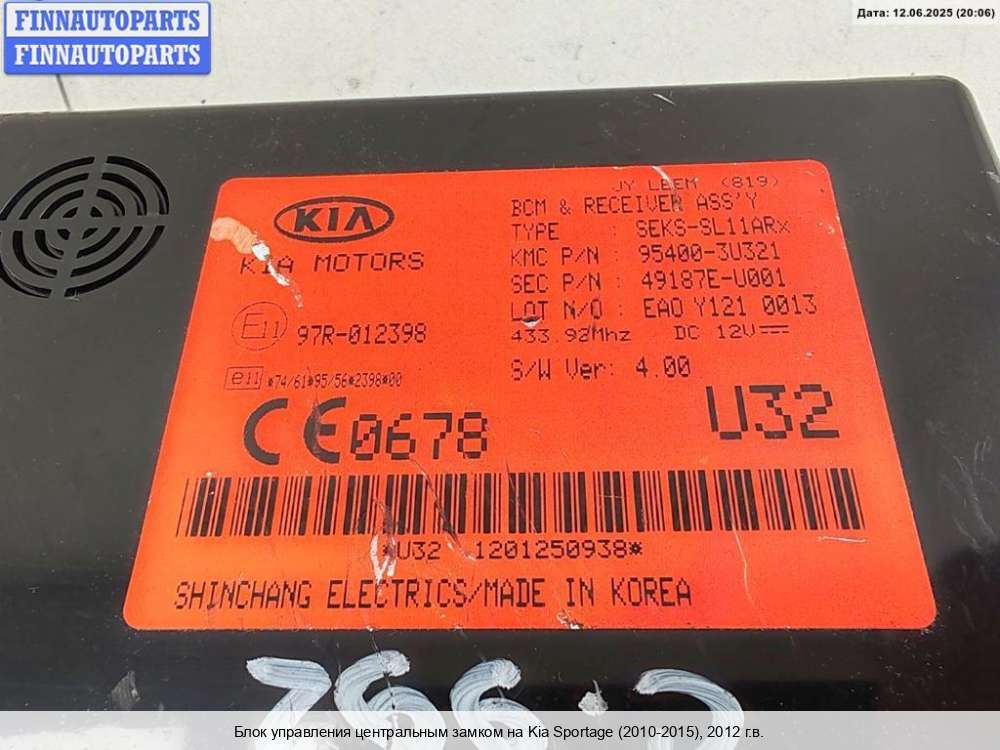 FINNAUTOPARTS
FINNAUTOPARTS
Дата: 12.06.2025 (20:06)
JY LEEM (819)
KIA
KIA MOTORS
BCM & RECEIVER ASS'Y
TYPE : SEKS-SL11ARX
KMC P/N : 95400-3U321
SEC P/N : 49187E-U001
LOT N/O : EAO Y121 0013
433.92Mhz DC 12V
S/W Ver: 4.00
E11 97R-012398
e11 *74/61*95/56*2398*00
CE0678
U32
*U32 1201250938*
SHINCHANG ELECTRICS/MADE IN KOREA
Блок управления центральным замком на Kia Sportage (2010-2015), 2012 г.в.